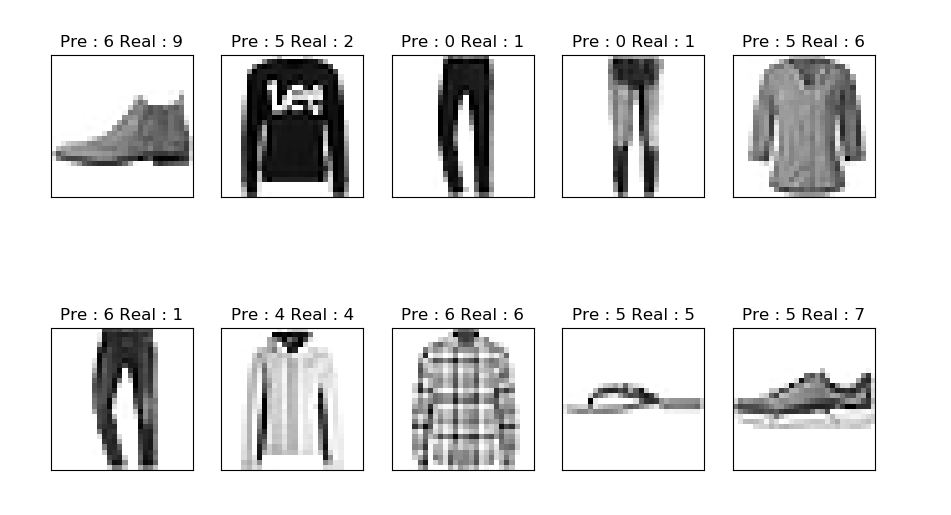 Pre : 6 Real : 9
Pre : 5 Real : 2
Pre : 0 Real : 1
Pre : 0 Real : 1
Pre : 5 Real : 6
Lee
Pre : 6 Real : 1
Pre : 4 Real : 4
Pre : 6 Real : 6
Pre : 5 Real : 5
Pre : 5 Real : 7